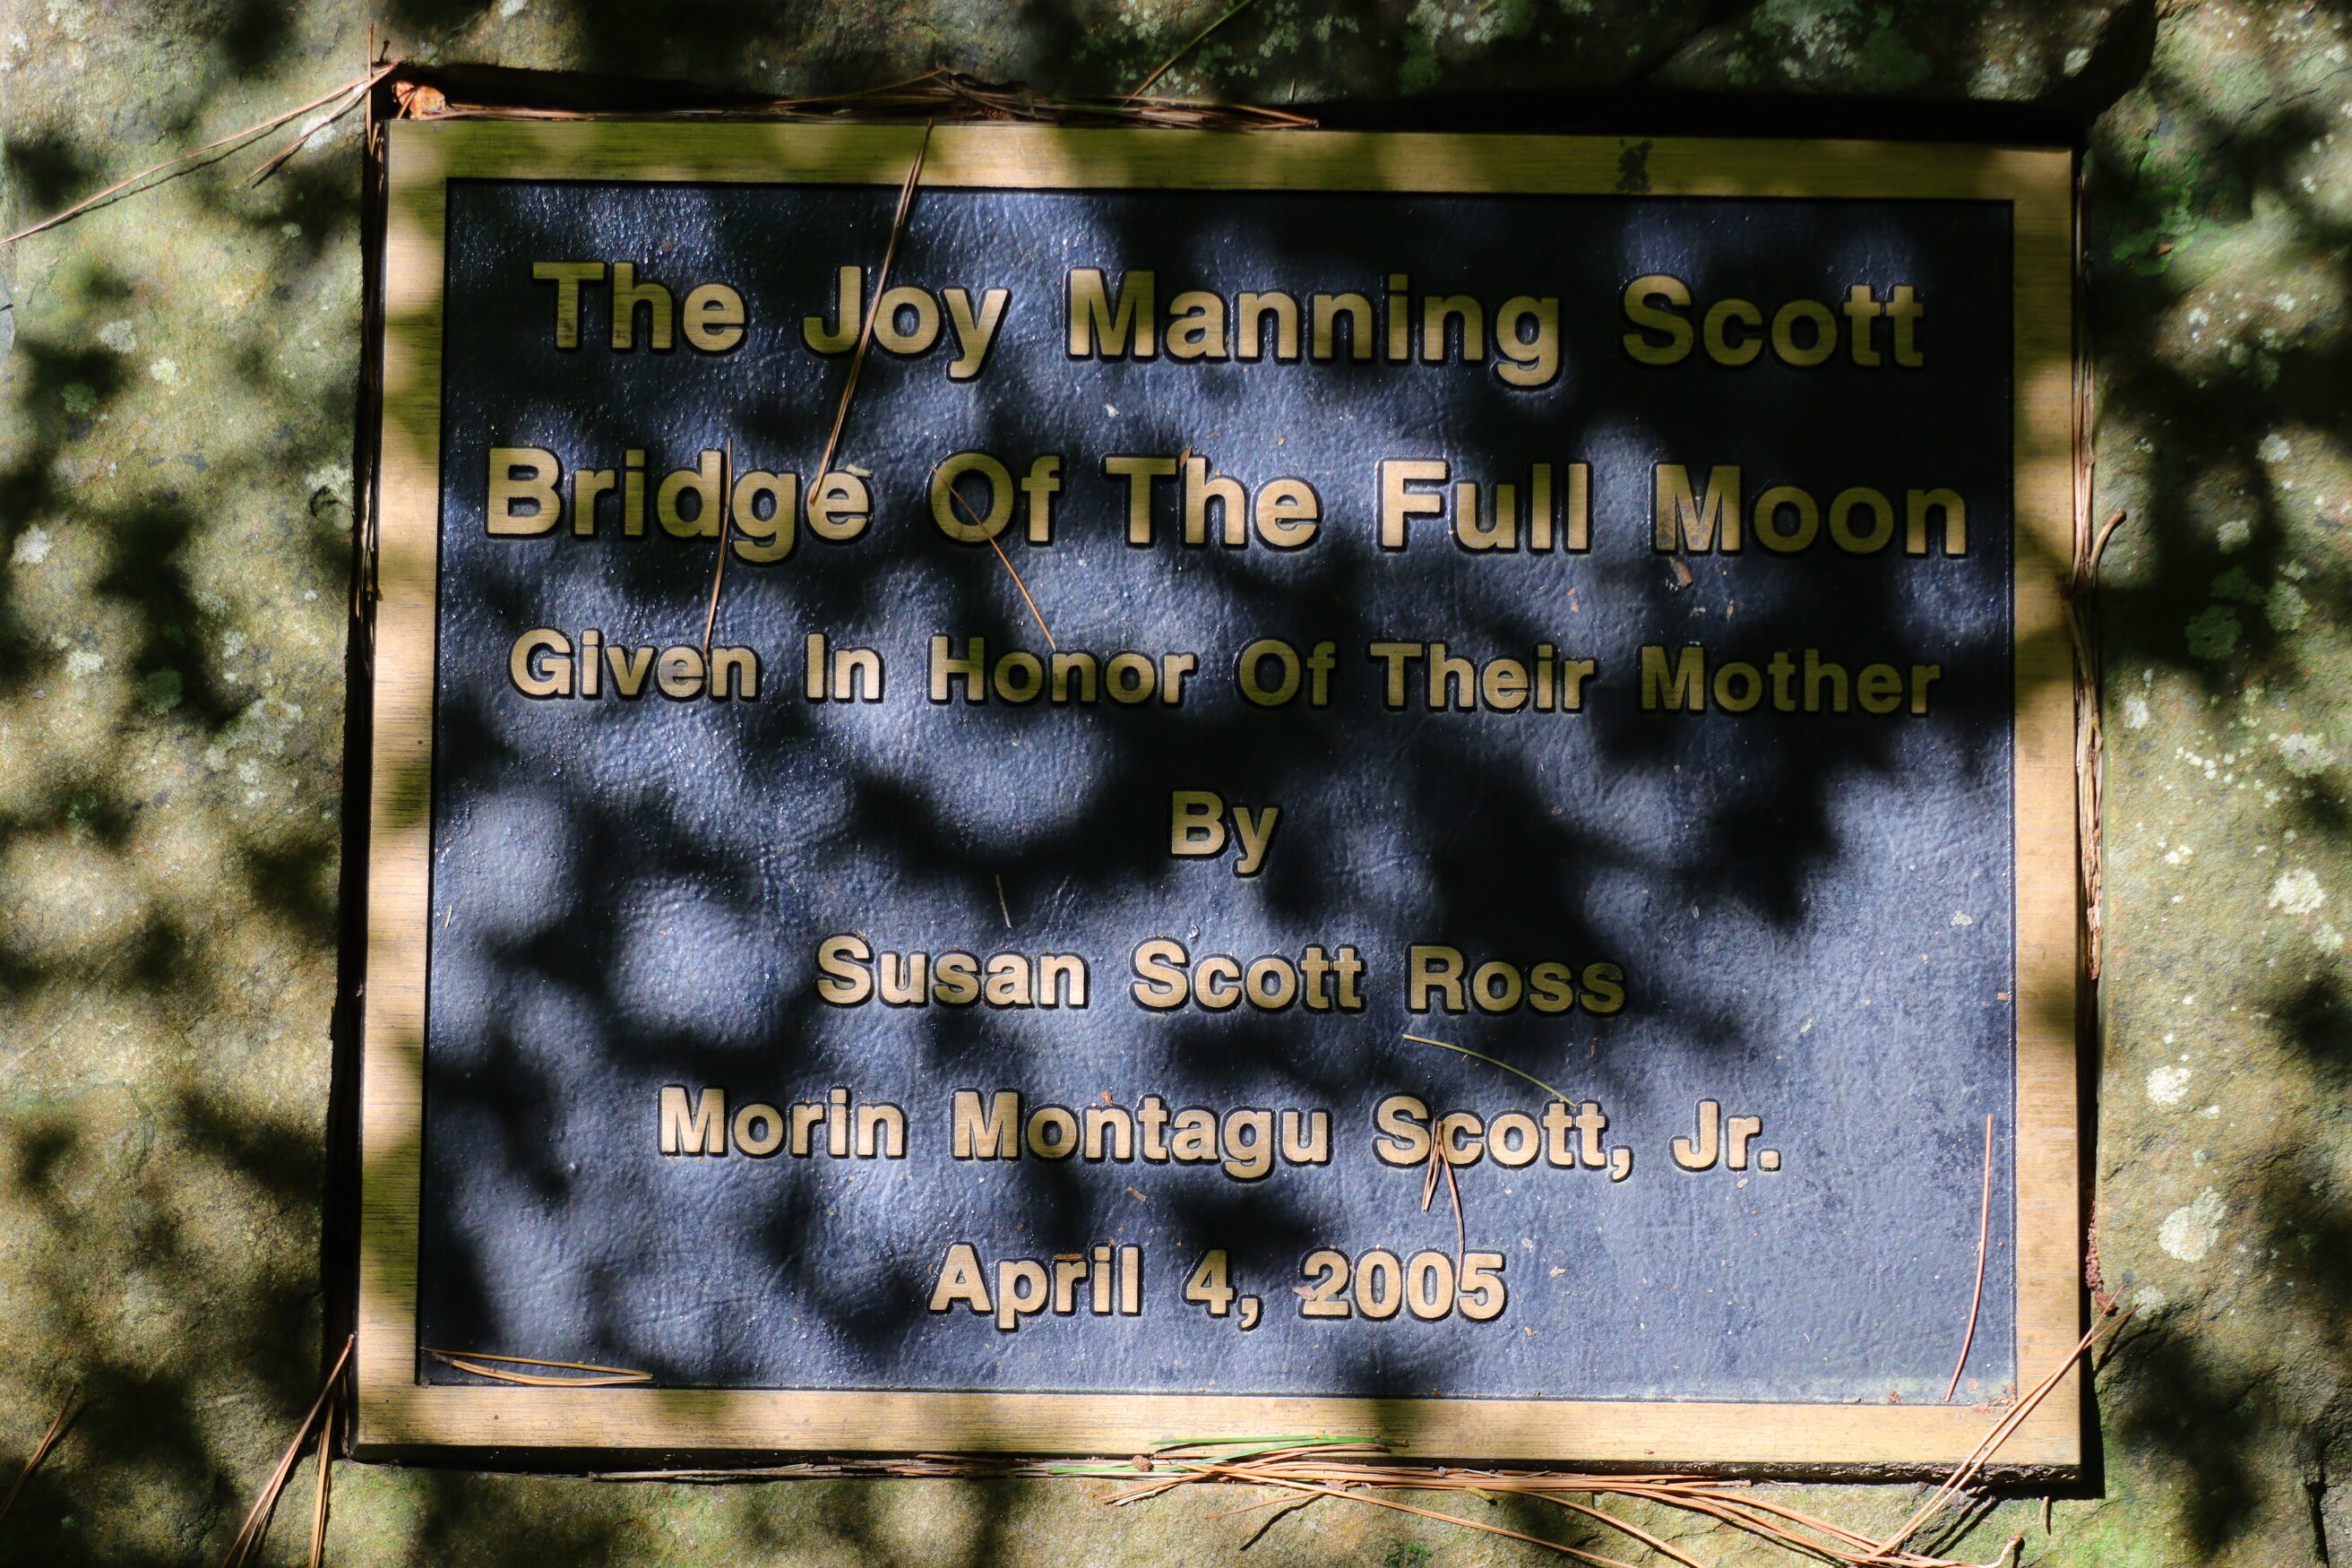 The Joy Manning Scott
Bridge Of The Full Moon
Given In Honor Of Their Mother
By
Susan Scott Ross
Morin Montagu Scott, Jr.
April 4, 2005